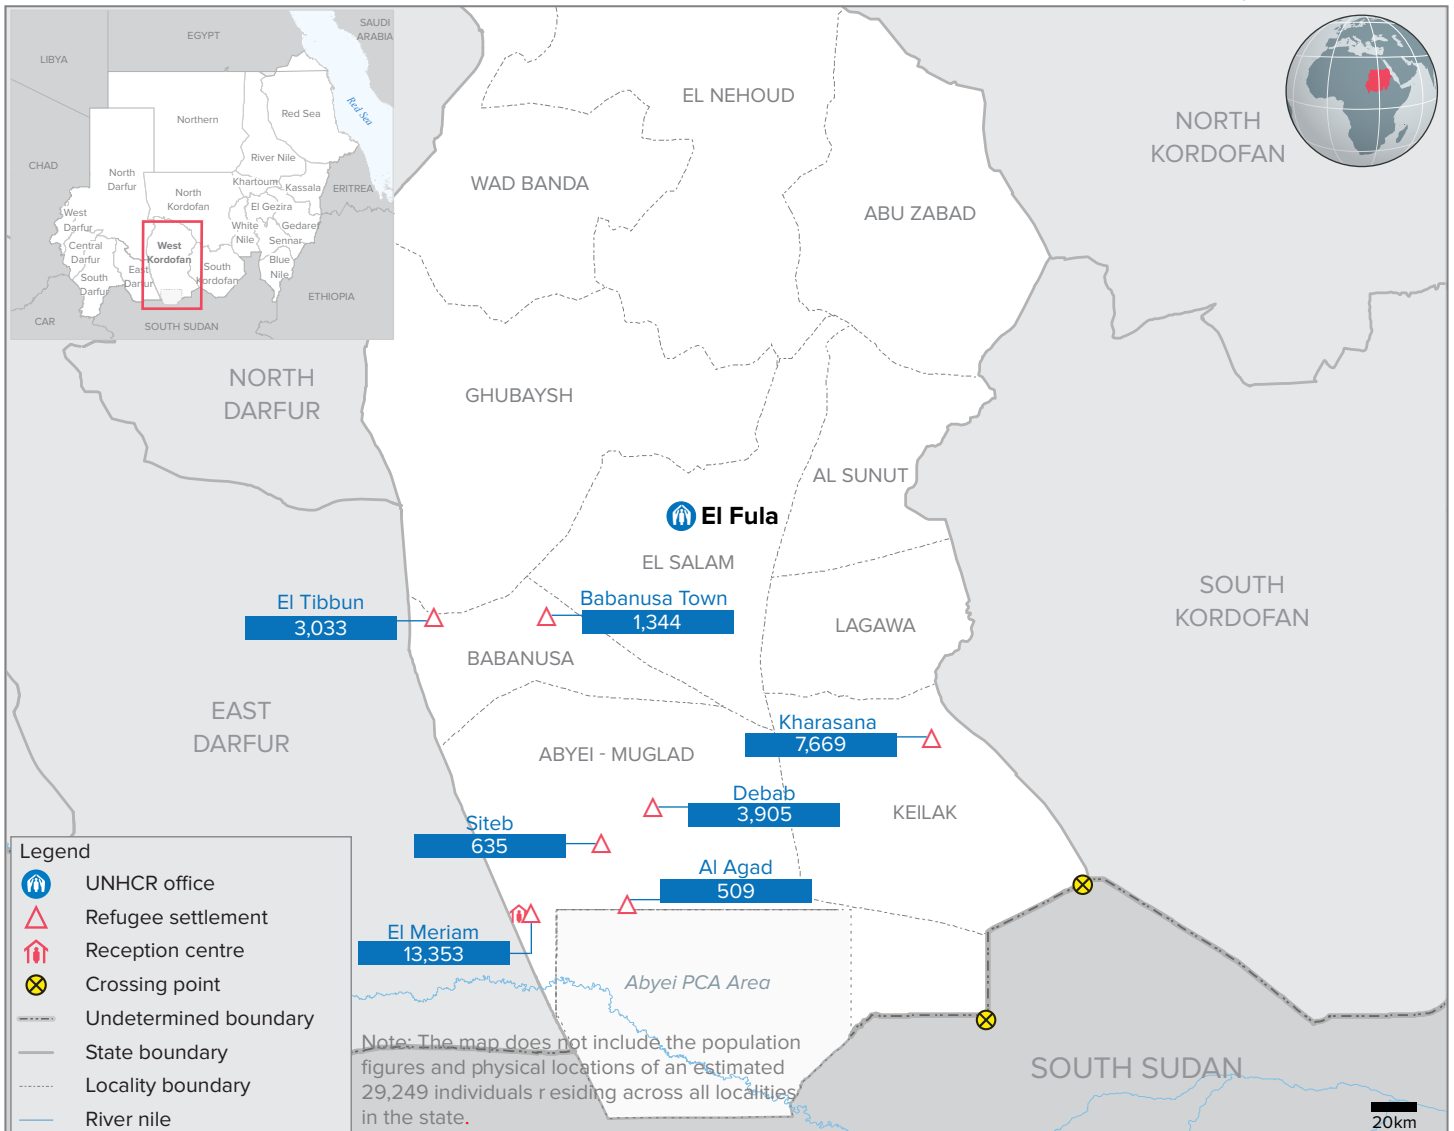 SAUDI
ARABIA
EGYPT
LIBYA
Red Sea
Northern
Red Sea
River Nile
CHAD
North
Darfur
Khartoum
Kassala
ERITREA
North
Kordofan
El Gezira
West
Darfur
White
Nile
Gedaref
Sennar
Central
Darfur
West
Kordofan
Blue
Nile
East
Darfur
South
Kordofan
South
Darfur
ETHIOPIA
CAR
SOUTH SUDAN
EL NEHOUD
NORTH
KORDOFAN
WAD BANDA
ABU ZABAD
NORTH
DARFUR
GHUBAYSH
AL SUNUT
El Fula
EL SALAM
SOUTH
KORDOFAN
El Tibbun
3,033
Babanusa Town
1,344
LAGAWA
BABANUSA
EAST
DARFUR
Kharasana
7,669
ABYEI - MUGLAD
Debab
3,905
KEILAK
Siteb
635
Al Agad
509
El Meriam
13,353
Abyei PCA Area
SOUTH SUDAN
Legend
UNHCR office
Refugee settlement
Reception centre
Crossing point
Undetermined boundary
State boundary
Locality boundary
River nile
Note: The map does not include the population
figures and physical locations of an estimated
29,249 individuals r esiding across all localities
in the state.
20km